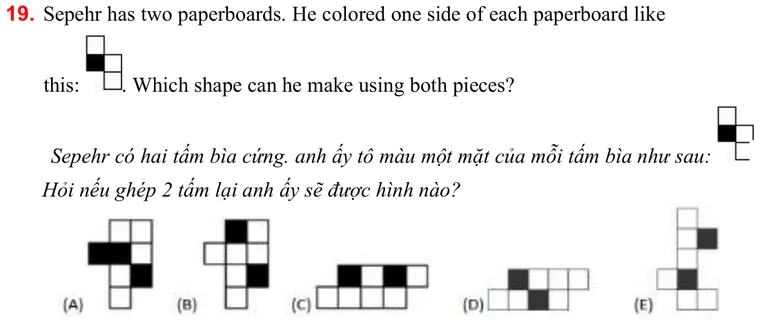 19. Sepehr has two paperboards. He colored one side of each paperboard like
this: . Which shape can he make using both pieces?
Sepehr có hai tấm bìa cứng. anh ấy tô màu một mặt của mỗi tấm bìa như sau:
Hỏi nếu ghép 2 tấm lại anh ấy sẽ được hình nào?
(A) (B) (C) (D) (E)